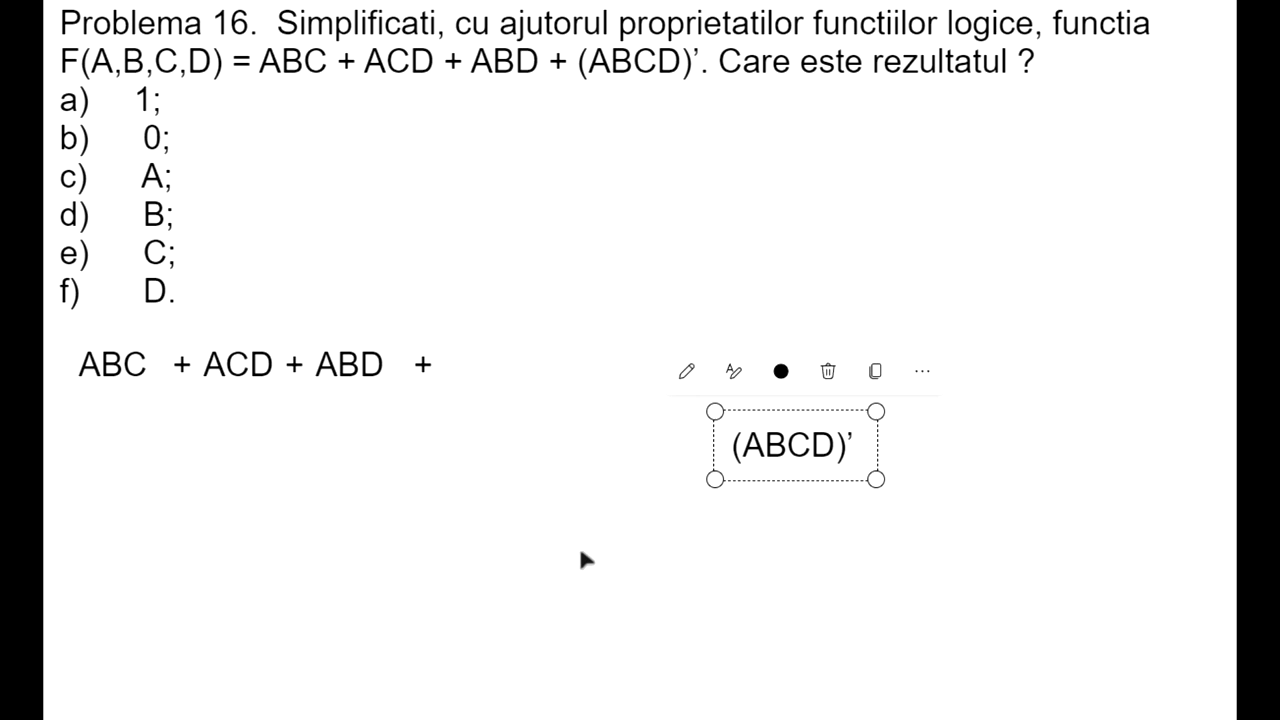 Problema 16. Simplificati, cu ajutorul proprietatilor functiilor logice, functia
F(A,B,C,D) = ABC + ACD + ABD + (ABCD)’. Care este rezultatul ?
a) 1;
b) 0;
c) A;
d) B;
e) C;
f) D.
ABC + ACD + ABD +
(ABCD)’